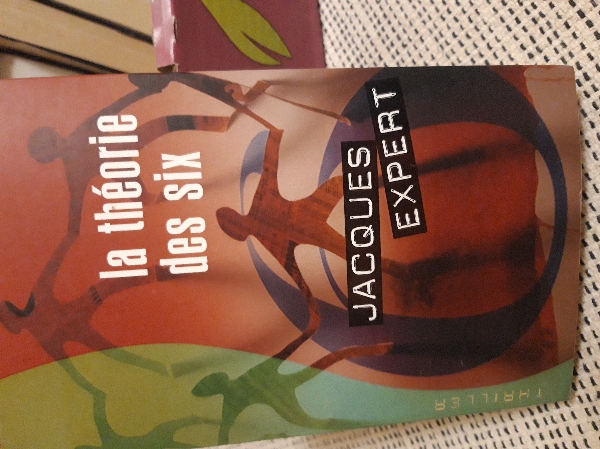 la théorie
des six
JACQUES
EXPERT
THRILLER